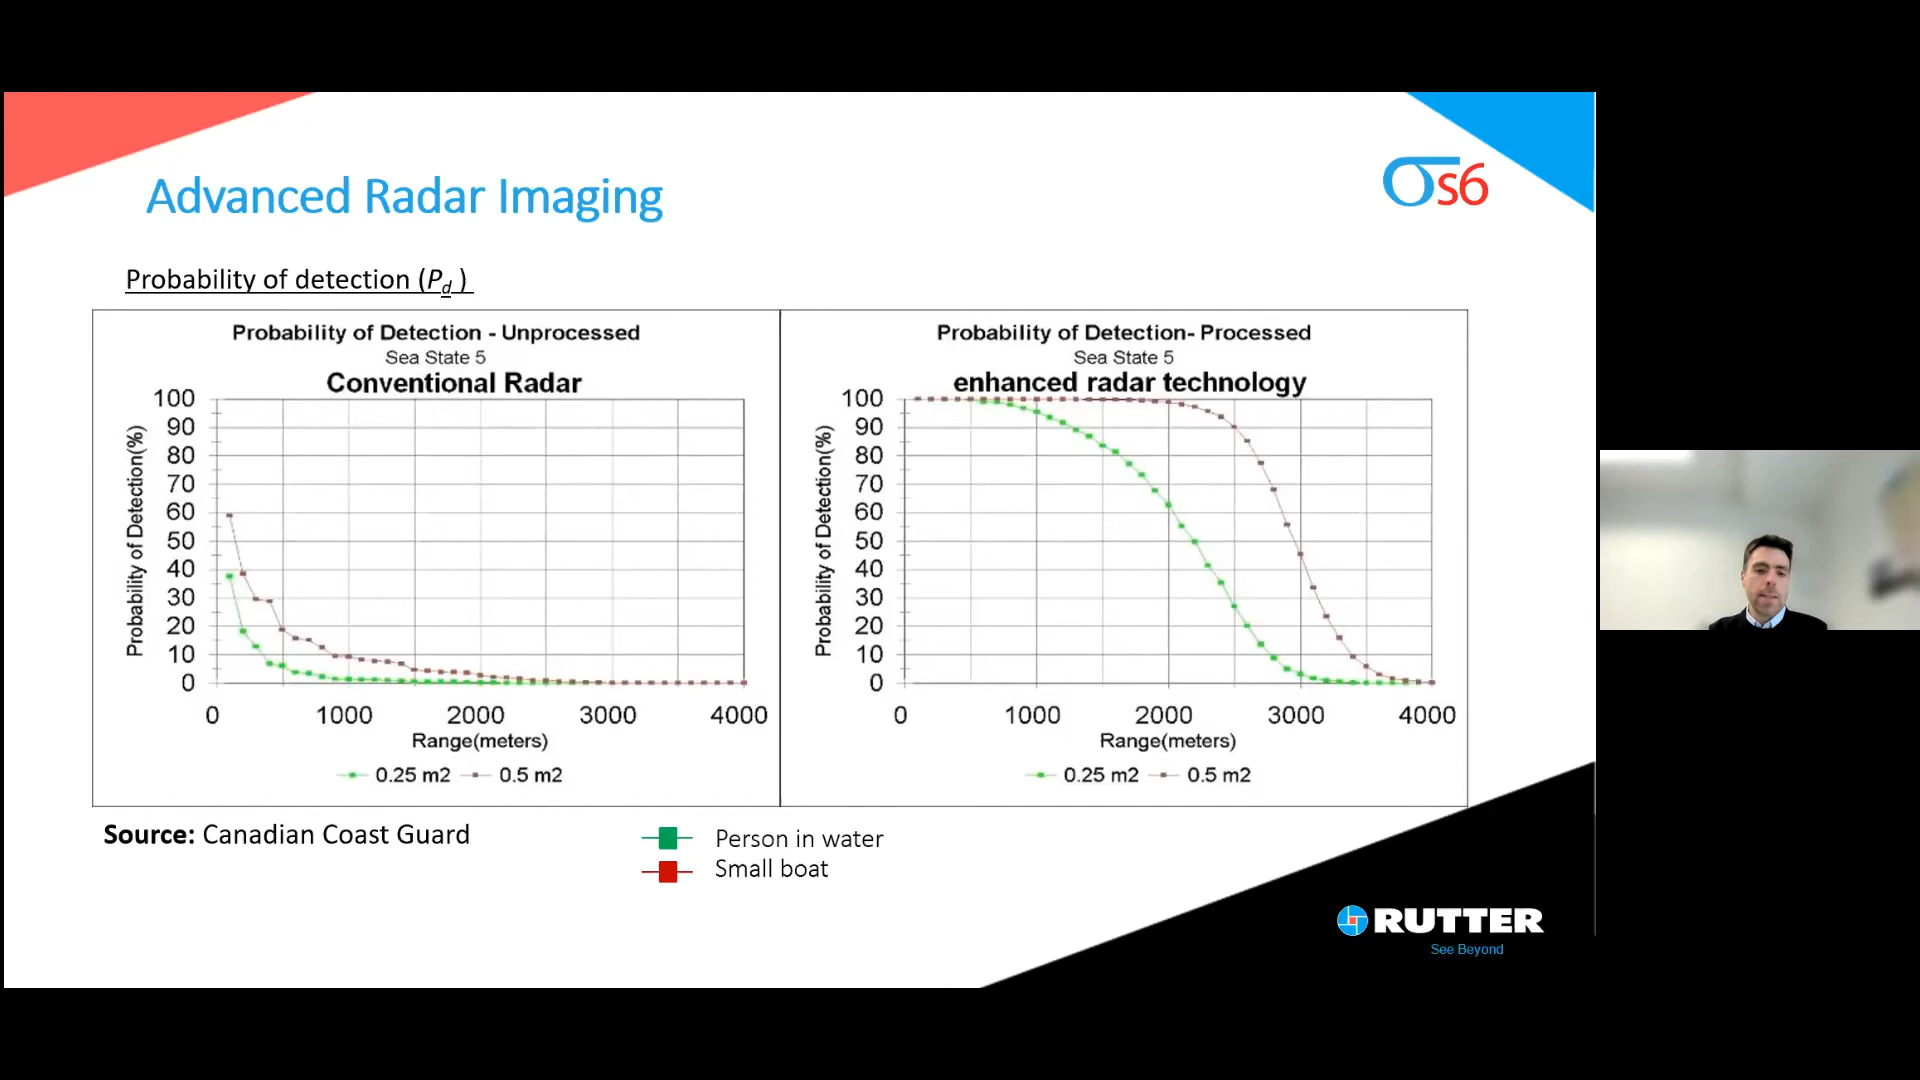 Advanced Radar Imaging
σs6
Probability of detection (Pd )
Probability of Detection - Unprocessed
Sea State 5
Conventional Radar
100
90
80
70
60
50
40
30
20
10
0
Probability of Detection(%)
0 1000 2000 3000 4000
Range(meters)
0.25 m2 0.5 m2
Probability of Detection- Processed
Sea State 5
enhanced radar technology
100
90
80
70
60
50
40
30
20
10
0
Probability of Detection(%)
0 1000 2000 3000 4000
Range(meters)
0.25 m2 0.5 m2
Source: Canadian Coast Guard
Person in water
Small boat
RUTTER
See Beyond